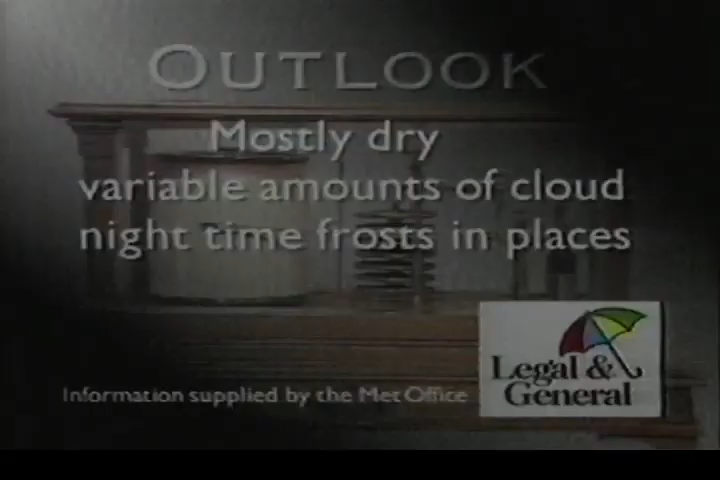 OUTLOOK
Mostly dry
variable amounts of cloud
night time frosts in places
Legal &
General
Information supplied by the Met Office